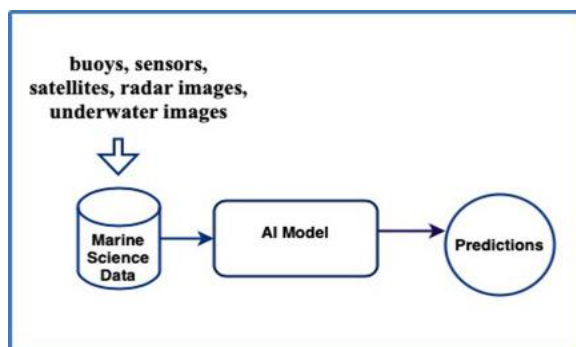 buoys, sensors,
satellites, radar images,
underwater images
Marine
Science
Data
AI Model
Predictions